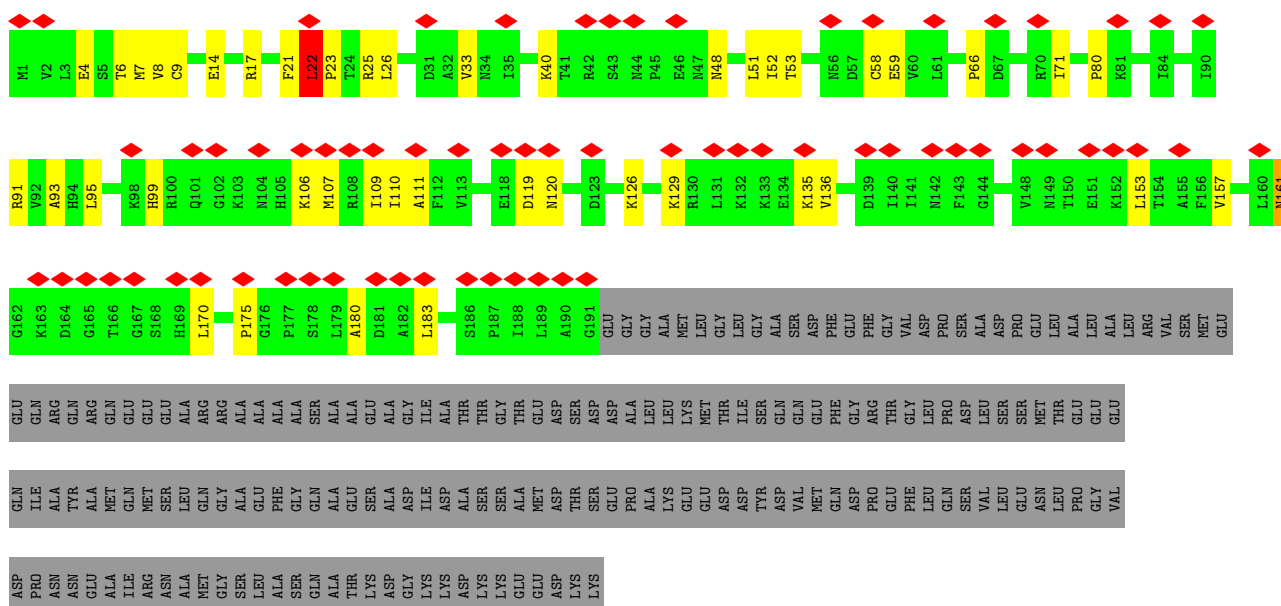 M1 V2 L3 E4 S5 T6 M7 V8 C9 E14 R17 F21 L22 P23 T24 R25 L26 D31 A32 V33 N34 I35 K40 T41 R42 S43 N44 P45 E46 N47 N48 L51 I52 T53 N56 D57 C58 E59 V60 L61 P66 D67 R70 I71 P80 K81 I84 I90
R91 V92 A93 H94 L95 K98 H99 R100 Q101 G102 K103 N104 H105 K106 M107 R108 I109 I110 A111 F112 V113 E118 D119 N120 D123 K126 K129 R130 L131 K132 K133 E134 K135 V136 D139 I140 I141 N142 F143 G144 V148 N149 T150 E151 K152 L153 T154 A155 F156 V157 L160 N161
G162 K163 D164 G165 T166 G167 S168 H169 L170 P175 G176 P177 S178 L179 A180 D181 A182 L183 S186 P187 I188 L189 A190 G191 GLU GLY GLY ALA MET LEU GLY LEU GLY ALA SER ASP PHE GLU PHE GLY VAL ASP PRO SER ALA ASP PRO GLU LEU ALA LEU ALA LEU ARG VAL SER MET GLU
GLU GLN ARG GLN ARG GLN GLU GLU GLU ALA ARG ARG ALA ALA ALA ALA SER ALA ALA GLU ALA GLY ILE ALA THR THR GLY THR GLU ASP SER ASP ASP ALA LEU LEU LYS MET THR ILE SER GLN GLN GLU PHE GLY ARG THR GLY LEU PRO ASP LEU SER SER MET THR GLU GLU GLU
GLN ILE ALA TYR ALA MET GLN MET SER LEU GLN GLY ALA GLU PHE GLY GLN ALA GLU SER ALA ASP ILE ASP ALA SER SER ALA MET ASP THR SER GLU PRO ALA LYS GLU GLU ASP ASP TYR ASP VAL MET GLN ASP PRO GLU PHE LEU GLN SER VAL LEU GLU ASN LEU PRO GLY VAL
ASP PRO ASN ASN GLU ALA ILE ARG ASN ALA MET GLY SER LEU ALA SER GLN ALA THR LYS ASP GLY LYS LYS ASP LYS LYS GLU GLU ASP LYS LYS